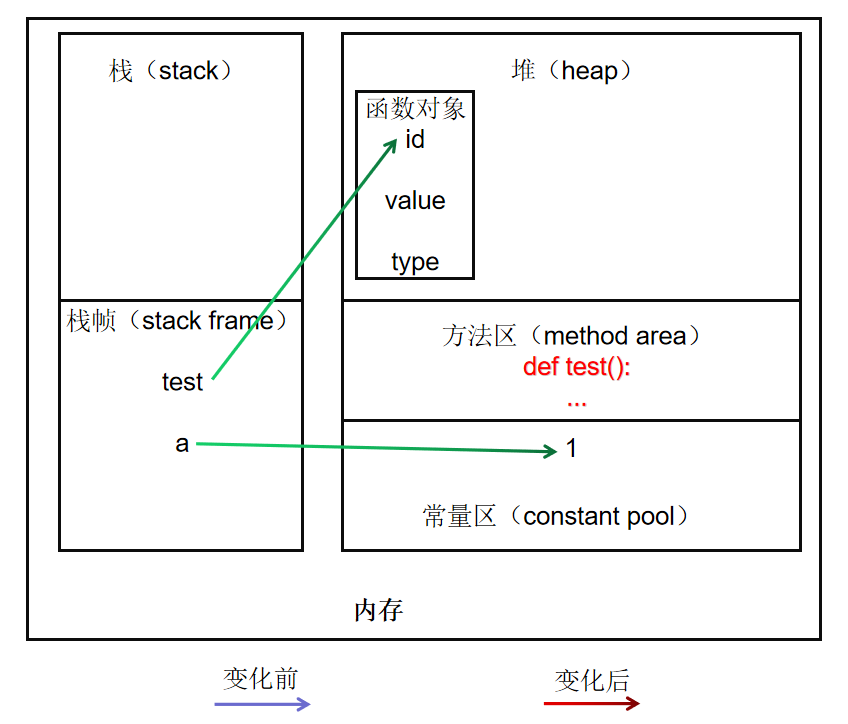 栈（stack）
堆（heap）
函数对象
id
value
type
栈帧（stack frame）
test
a
方法区（method area）
def test():
...
1
常量区（constant pool）
内存
变化前
变化后